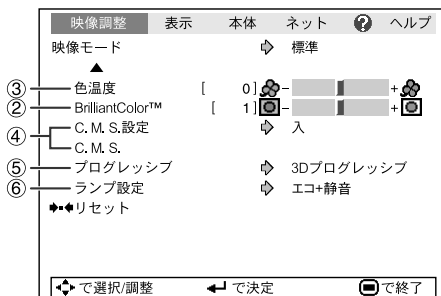 映像調整 表示 本体 ネット ? ヘルプ
映像モード 標準
③ 色温度 [ 0] - +
② BrilliantColor™ [ 1] - +
④ C. M. S.設定 入
C. M. S.
⑤ プログレッシブ 3Dプログレッシブ
⑥ ランプ設定 エコ+静音
リセット
で選択/調整 で決定 で終了